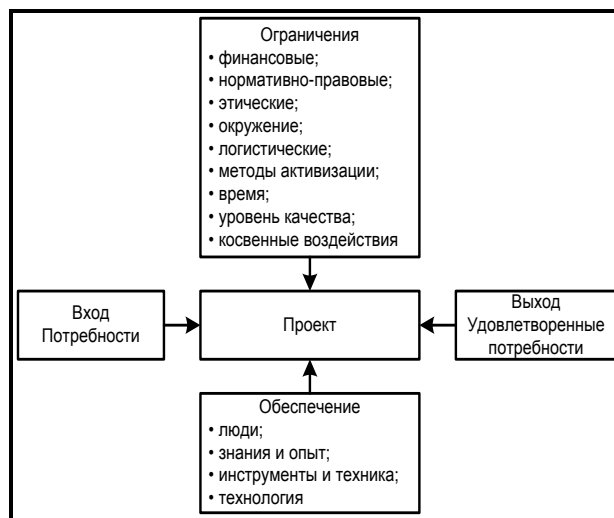 Ограничения
• финансовые;
• нормативно-правовые;
• этические;
• окружение;
• логистические;
• методы активизации;
• время;
• уровень качества;
• косвенные воздействия
Вход
Потребности
Проект
Выход
Удовлетворенные
потребности
Обеспечение
• люди;
• знания и опыт;
• инструменты и техника;
• технология